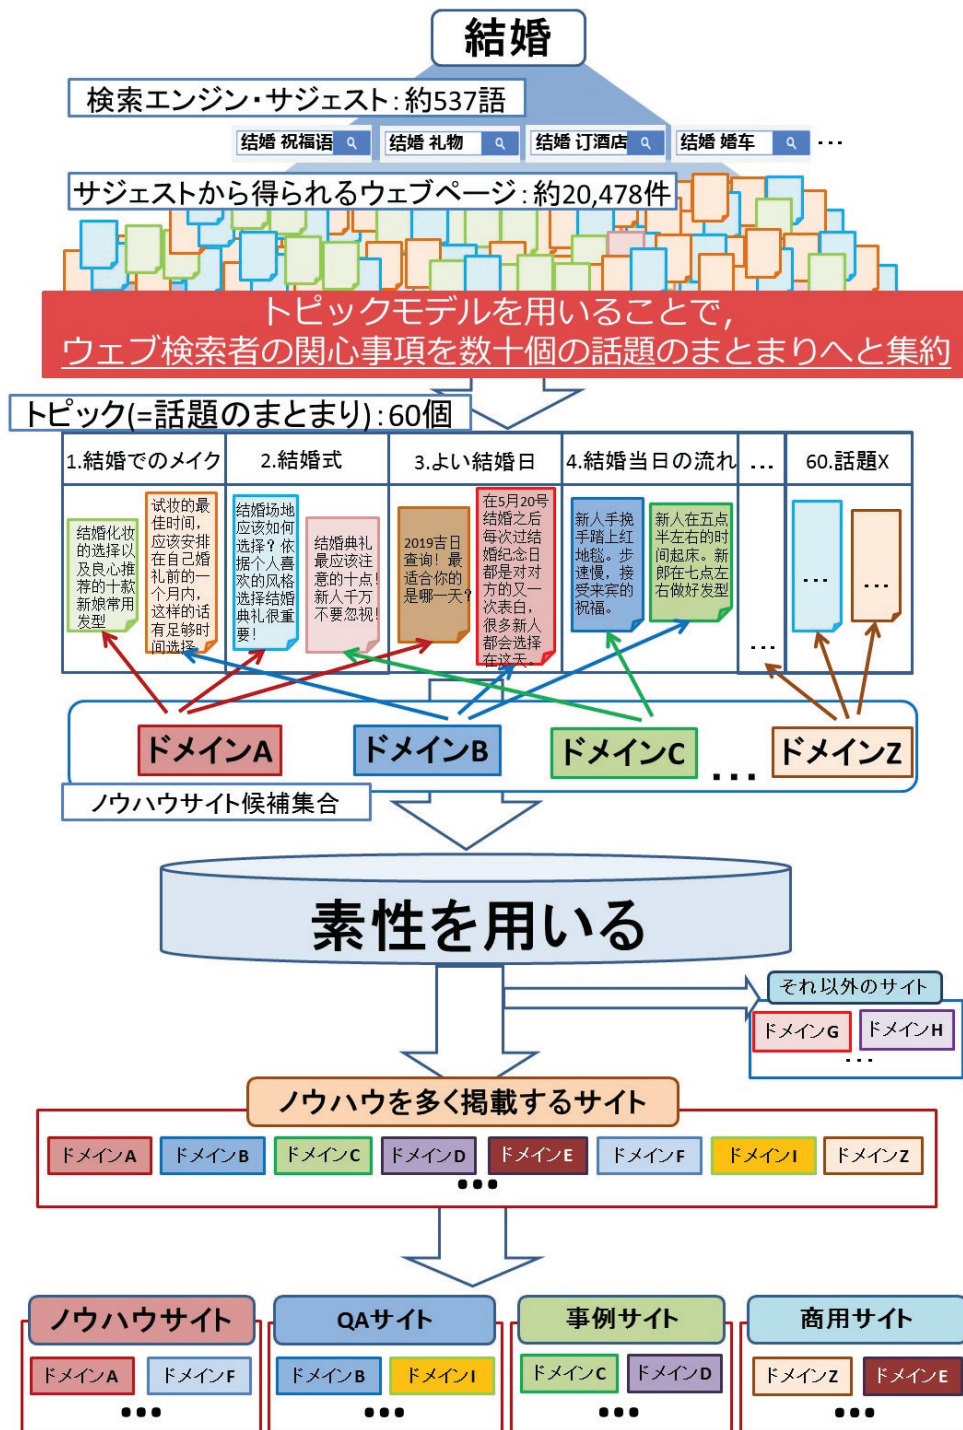 結婚
検索エンジン・サジェスト：約537語
结婚 祝福语
结婚 礼物
结婚 订酒店
结婚 婚车
...
サジェストから得られるウェブページ：約20,478件
トピックモデルを用いることで,
ウェブ検索者の関心事項を数十個の話題のまとまりへと集約
トピック(=話題のまとまり)：60個
1.結婚でのメイク
2.結婚式
3.よい結婚日
4.結婚当日の流れ
...
60.話題X
结婚化妆
的选择以
及良心推
荐的十款
新娘常用
发型
试妆的最
佳时间，
应该安排
在自己婚
礼前的一
个月内，
这样的话
有足够时
间选择
结婚场地
应该如何
选择？依
据个人喜
欢的风格
选择结婚
典礼很重
要！
结婚典礼
最应该注
意的十点！
新人千万
不要忽视！
2019吉日
查询！最
适合你的
是哪一天？
在5月20号
结婚之后
每次过结
婚纪念日
都是对对
方的又一
次表白，
很多新人
都会选择
在这天。
新人手挽
手踏上红
地毯。步
速慢，接
受来宾的
祝福。
新人在五点
半左右的时
间起床。新
郎在七点左
右做好发型
...
...
...
ドメインA
ドメインB
ドメインC
...
ドメインZ
ノウハウサイト候補集合
素性を用いる
それ以外のサイト
ドメインG
ドメインH
...
ノウハウを多く掲載するサイト
ドメインA
ドメインB
ドメインC
ドメインD
ドメインE
ドメインF
ドメインI
ドメインZ
...
ノウハウサイト
ドメインA
ドメインF
...
QAサイト
ドメインB
ドメインI
...
事例サイト
ドメインC
ドメインD
...
商用サイト
ドメインZ
ドメインE
...